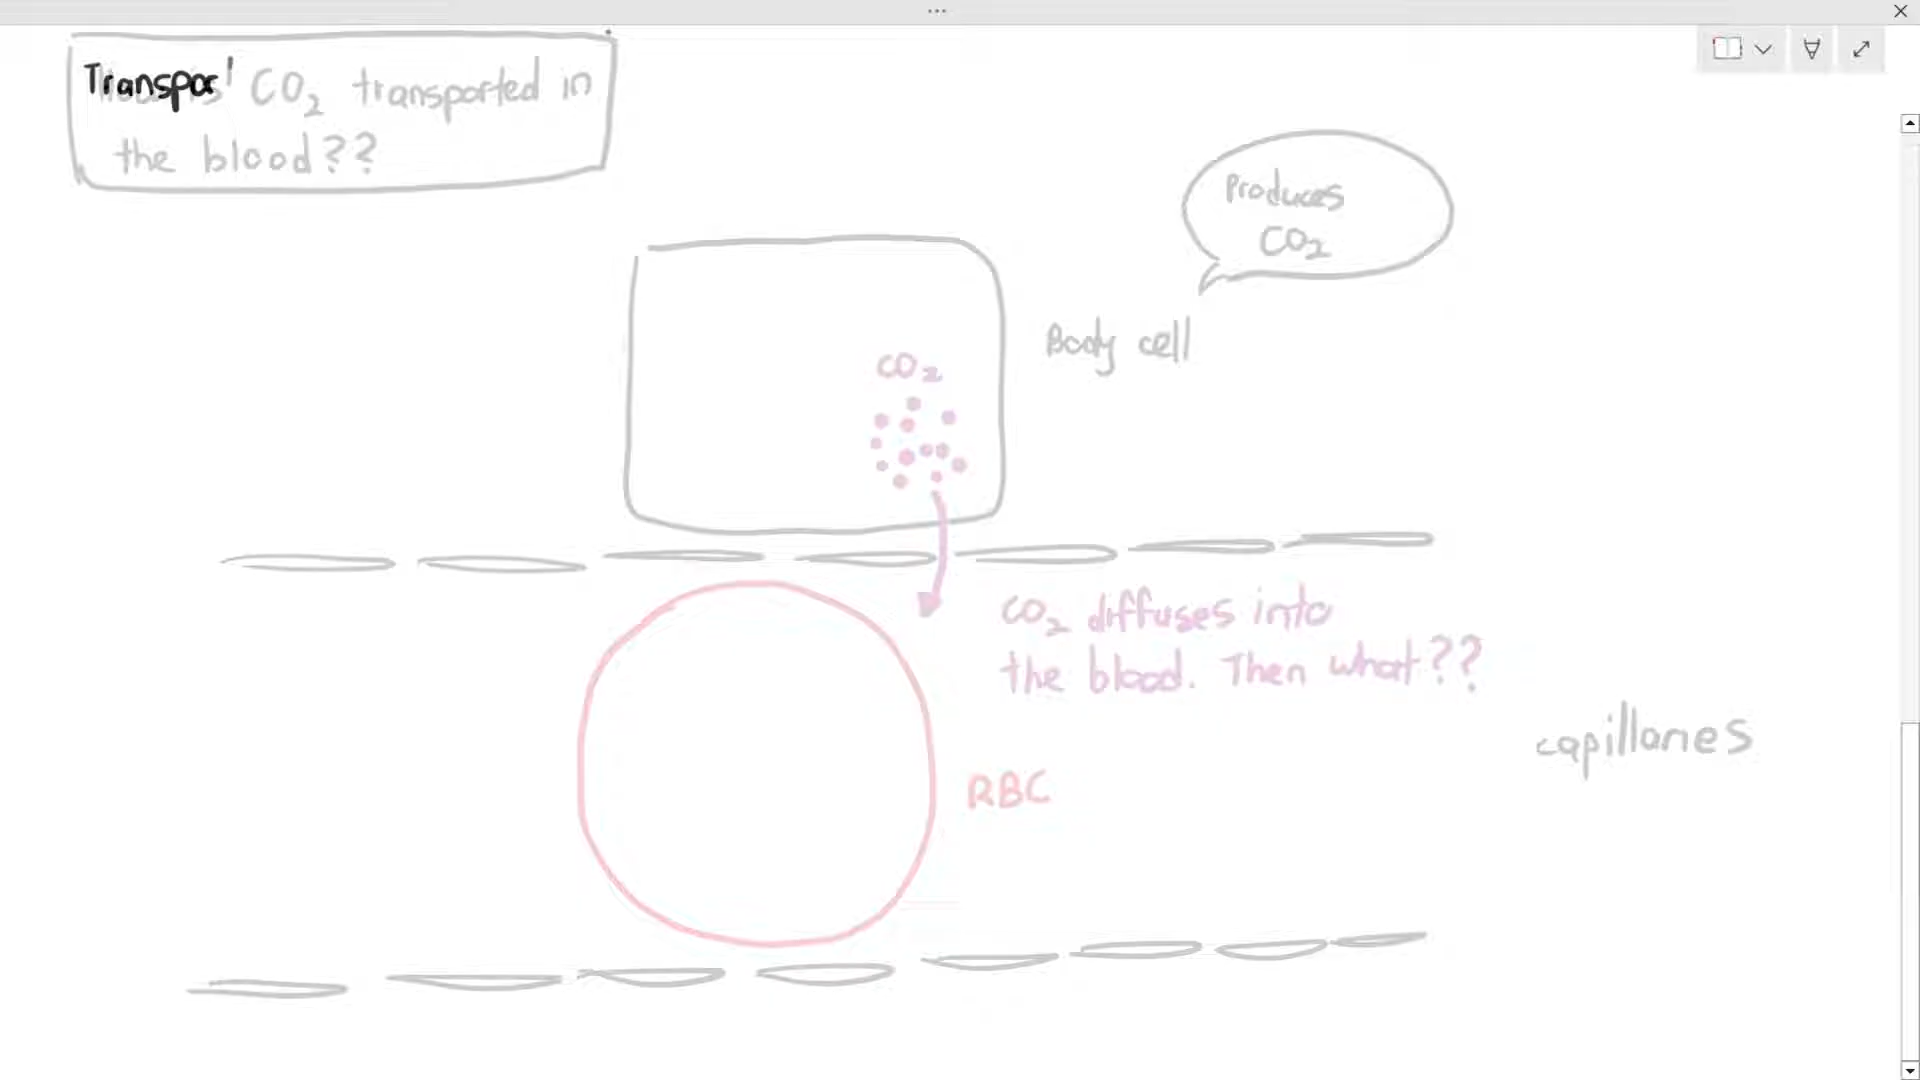 Transpor CO₂ transported in
the blood??
Produces
CO₂
Body cell
CO₂
CO₂ diffuses into
the blood. Then what??
capillaries
RBC